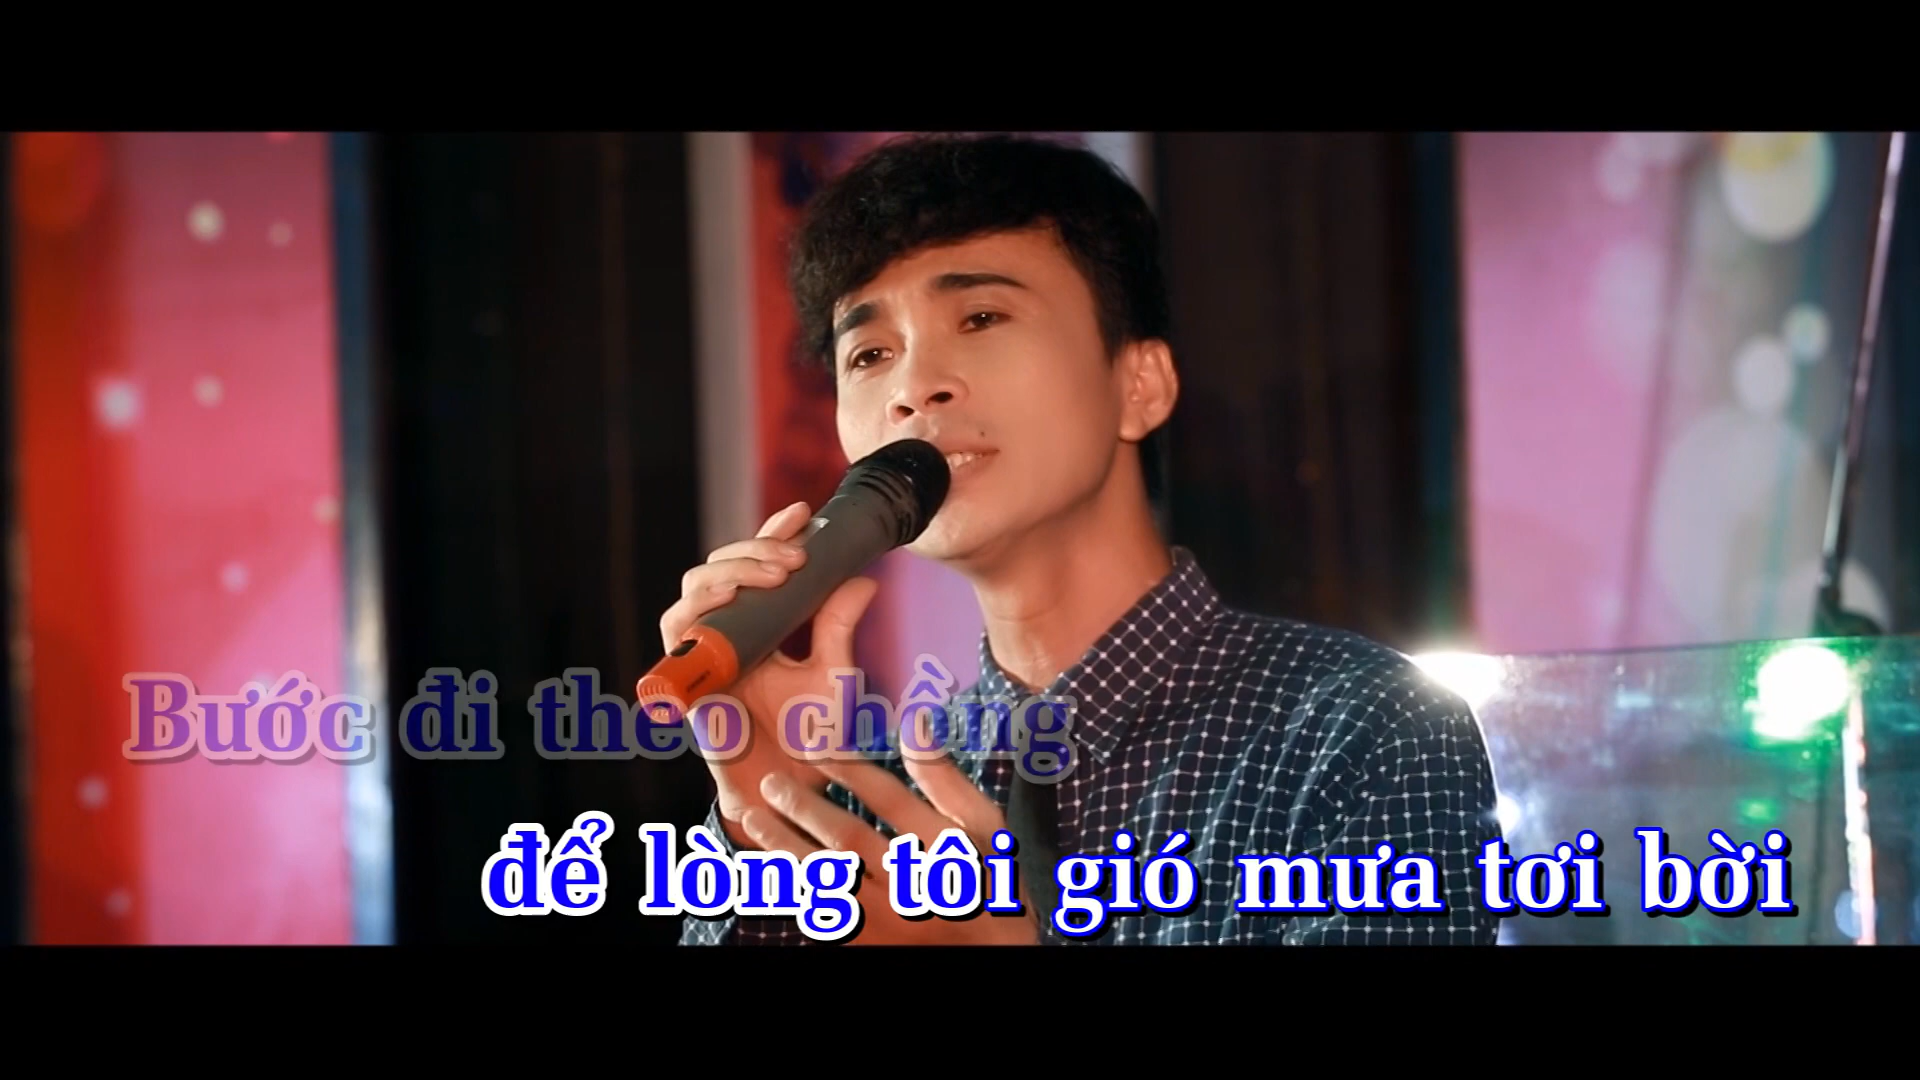 Bước đi theo chồng
để lòng tôi gió mưa tơi bời